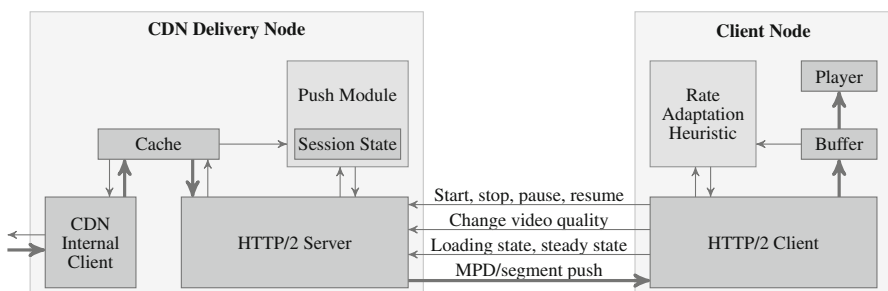 CDN Delivery Node
Push Module
Session State
Cache
CDN
Internal
Client
HTTP/2 Server
Start, stop, pause, resume
Change video quality
Loading state, steady state
MPD/segment push
Client Node
Rate
Adaptation
Heuristic
Player
Buffer
HTTP/2 Client